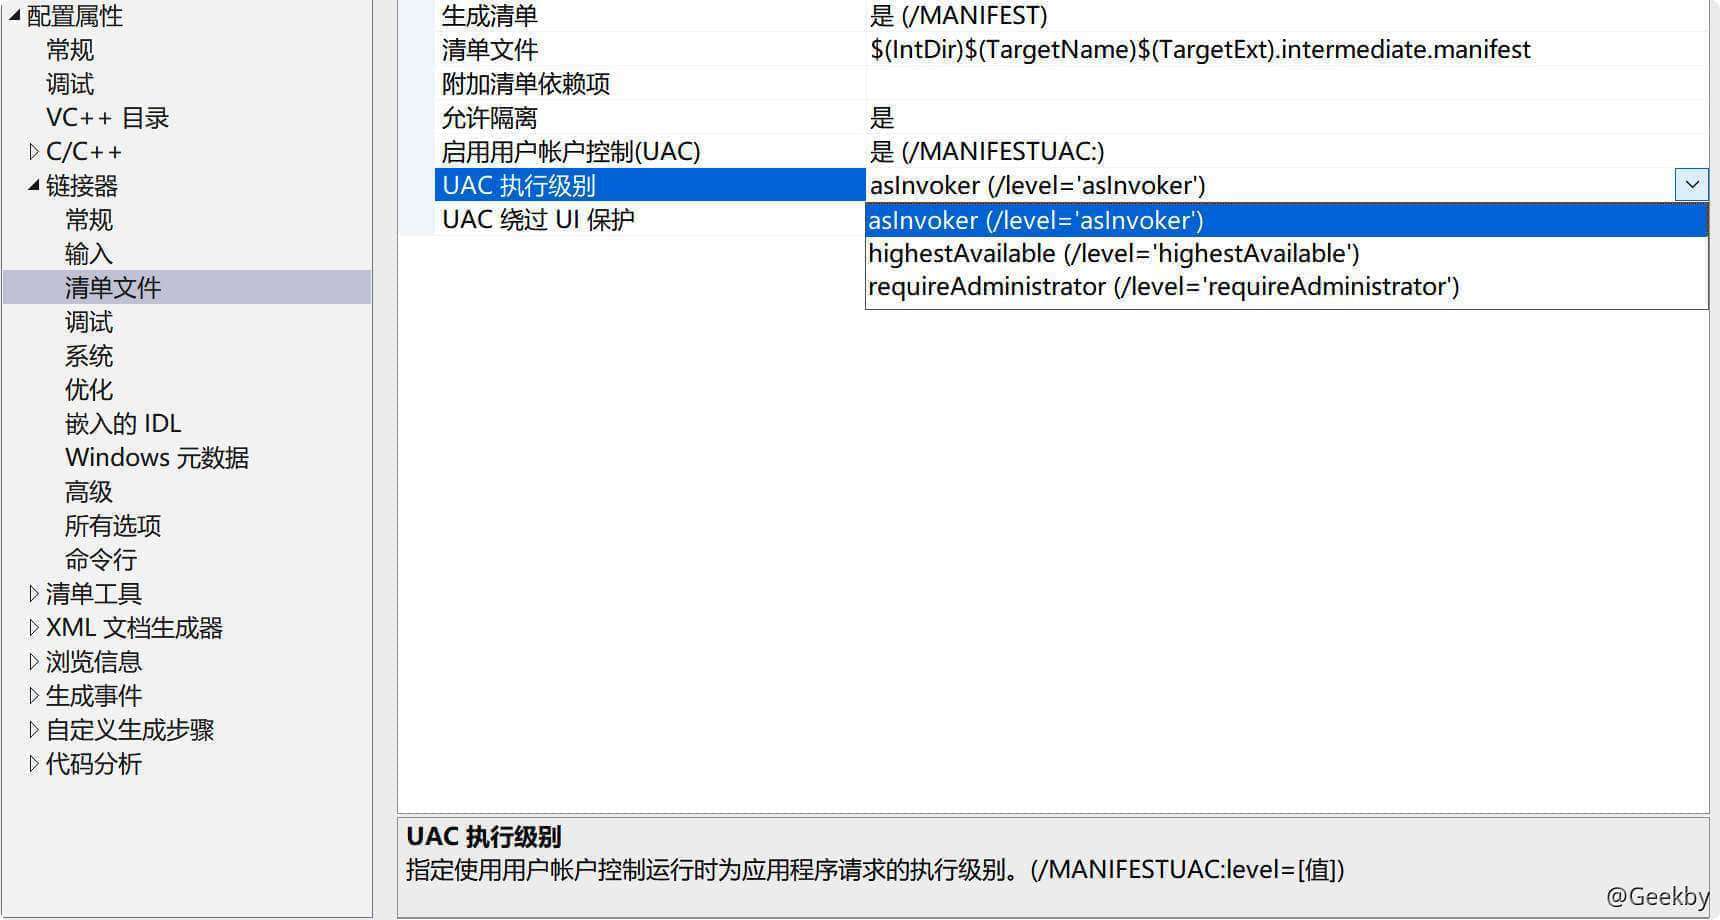 配置属性
常规
调试
VC++ 目录
C/C++
链接器
常规
输入
清单文件
调试
系统
优化
嵌入的 IDL
Windows 元数据
高级
所有选项
命令行
清单工具
XML 文档生成器
浏览信息
生成事件
自定义生成步骤
代码分析
生成清单 是 (/MANIFEST)
清单文件 $(IntDir)$(TargetName)$(TargetExt).intermediate.manifest
附加清单依赖项
允许隔离 是
启用用户帐户控制(UAC) 是 (/MANIFESTUAC:)
UAC 执行级别 asInvoker (/level='asInvoker')
UAC 绕过 UI 保护
asInvoker (/level='asInvoker')
highestAvailable (/level='highestAvailable')
requireAdministrator (/level='requireAdministrator')
UAC 执行级别
指定使用用户帐户控制运行时为应用程序请求的执行级别。(/MANIFESTUAC:level=[值])
@Geekby